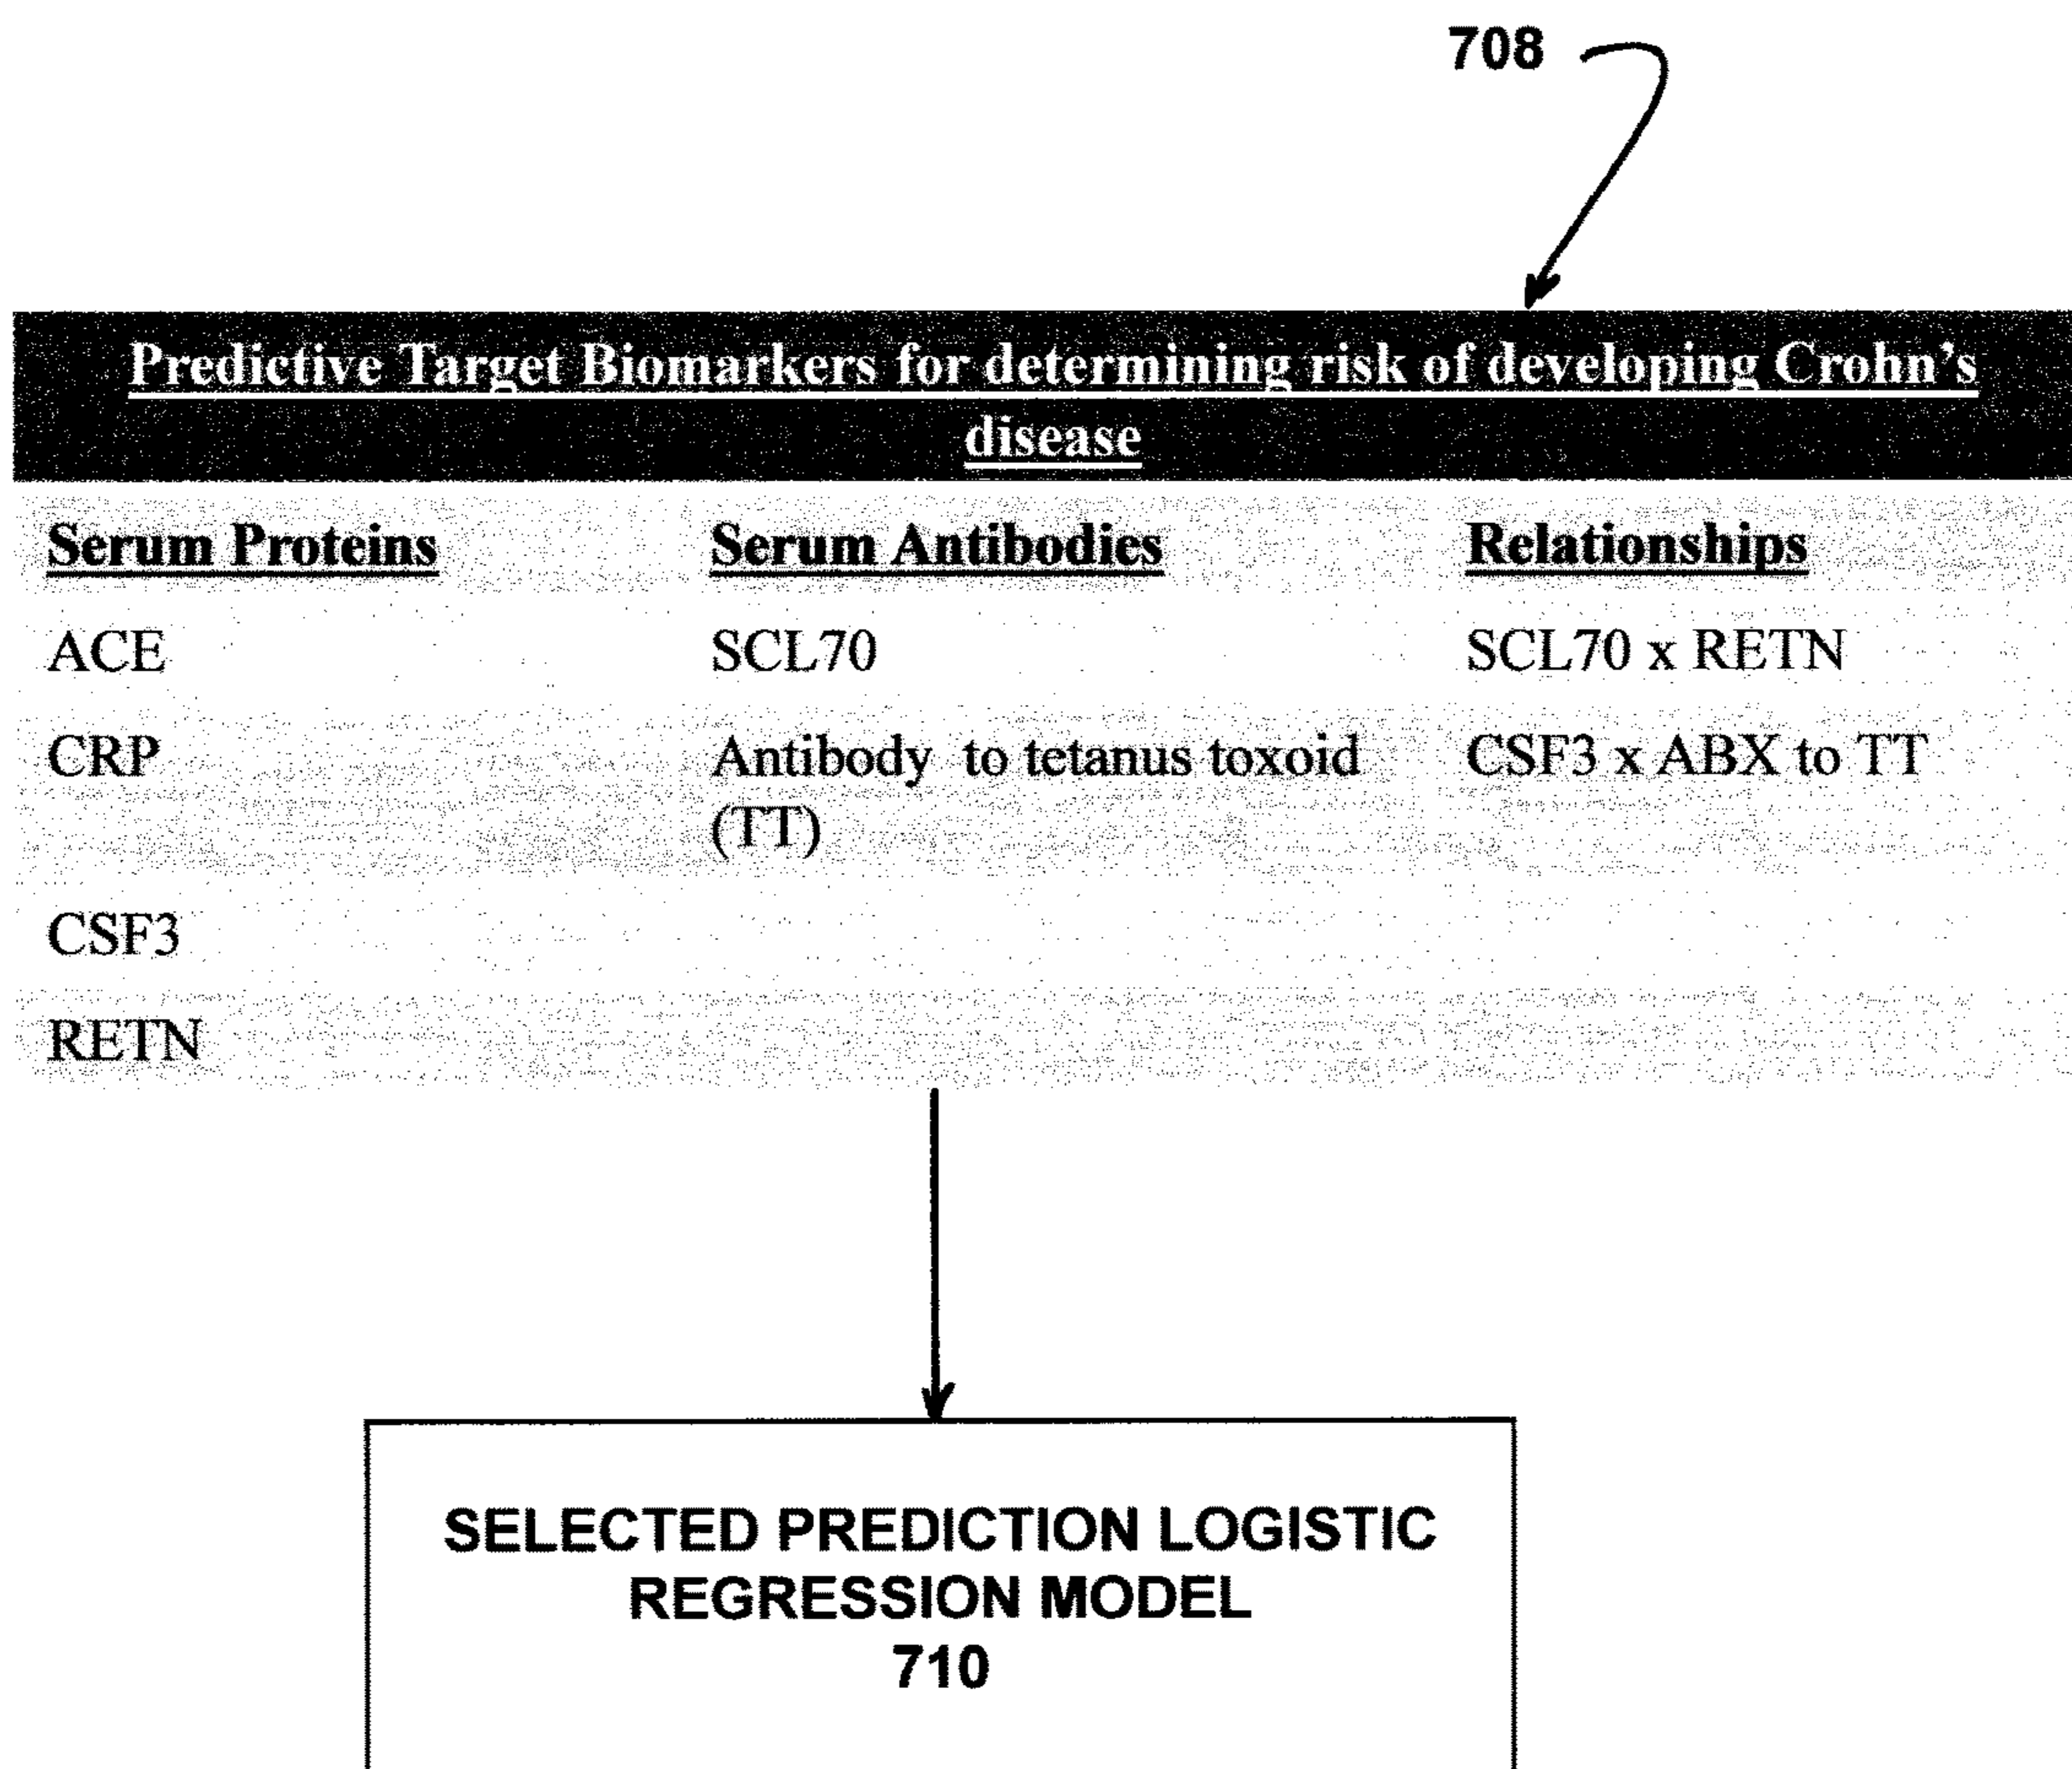 708
Predictive Target Biomarkers for determining risk of developing Crohn's
disease
Serum Proteins Serum Antibodies Relationships
ACE SCL70 SCL70 x RETN
CRP Antibody to tetanus toxoid CSF3 x ABX to TT
(TT)
CSF3
RETN
SELECTED PREDICTION LOGISTIC
REGRESSION MODEL
710